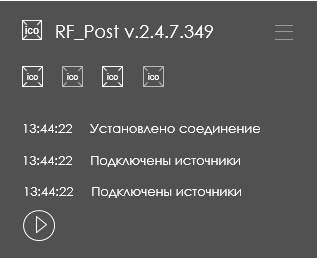 ico RF_Post v.2.4.7.349
ico ico ico ico
13:44:22 Установлено соединение
13:44:22 Подключены источники
13:44:22 Подключены источники